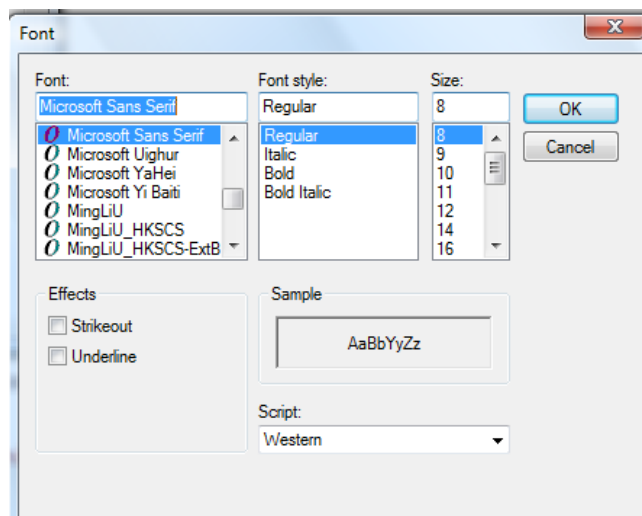 Font
Font:
Microsoft Sans Serif
Microsoft Sans Serif
Microsoft Uighur
Microsoft YaHei
Microsoft Yi Baiti
MingLiU
MingLiU_HKSCS
MingLiU_HKSCS-ExtB
Font style:
Regular
Regular
Italic
Bold
Bold Italic
Size:
8
8
9
10
11
12
14
16
OK
Cancel
Effects
Strikeout
Underline
Sample
AaBbYyZz
Script:
Western